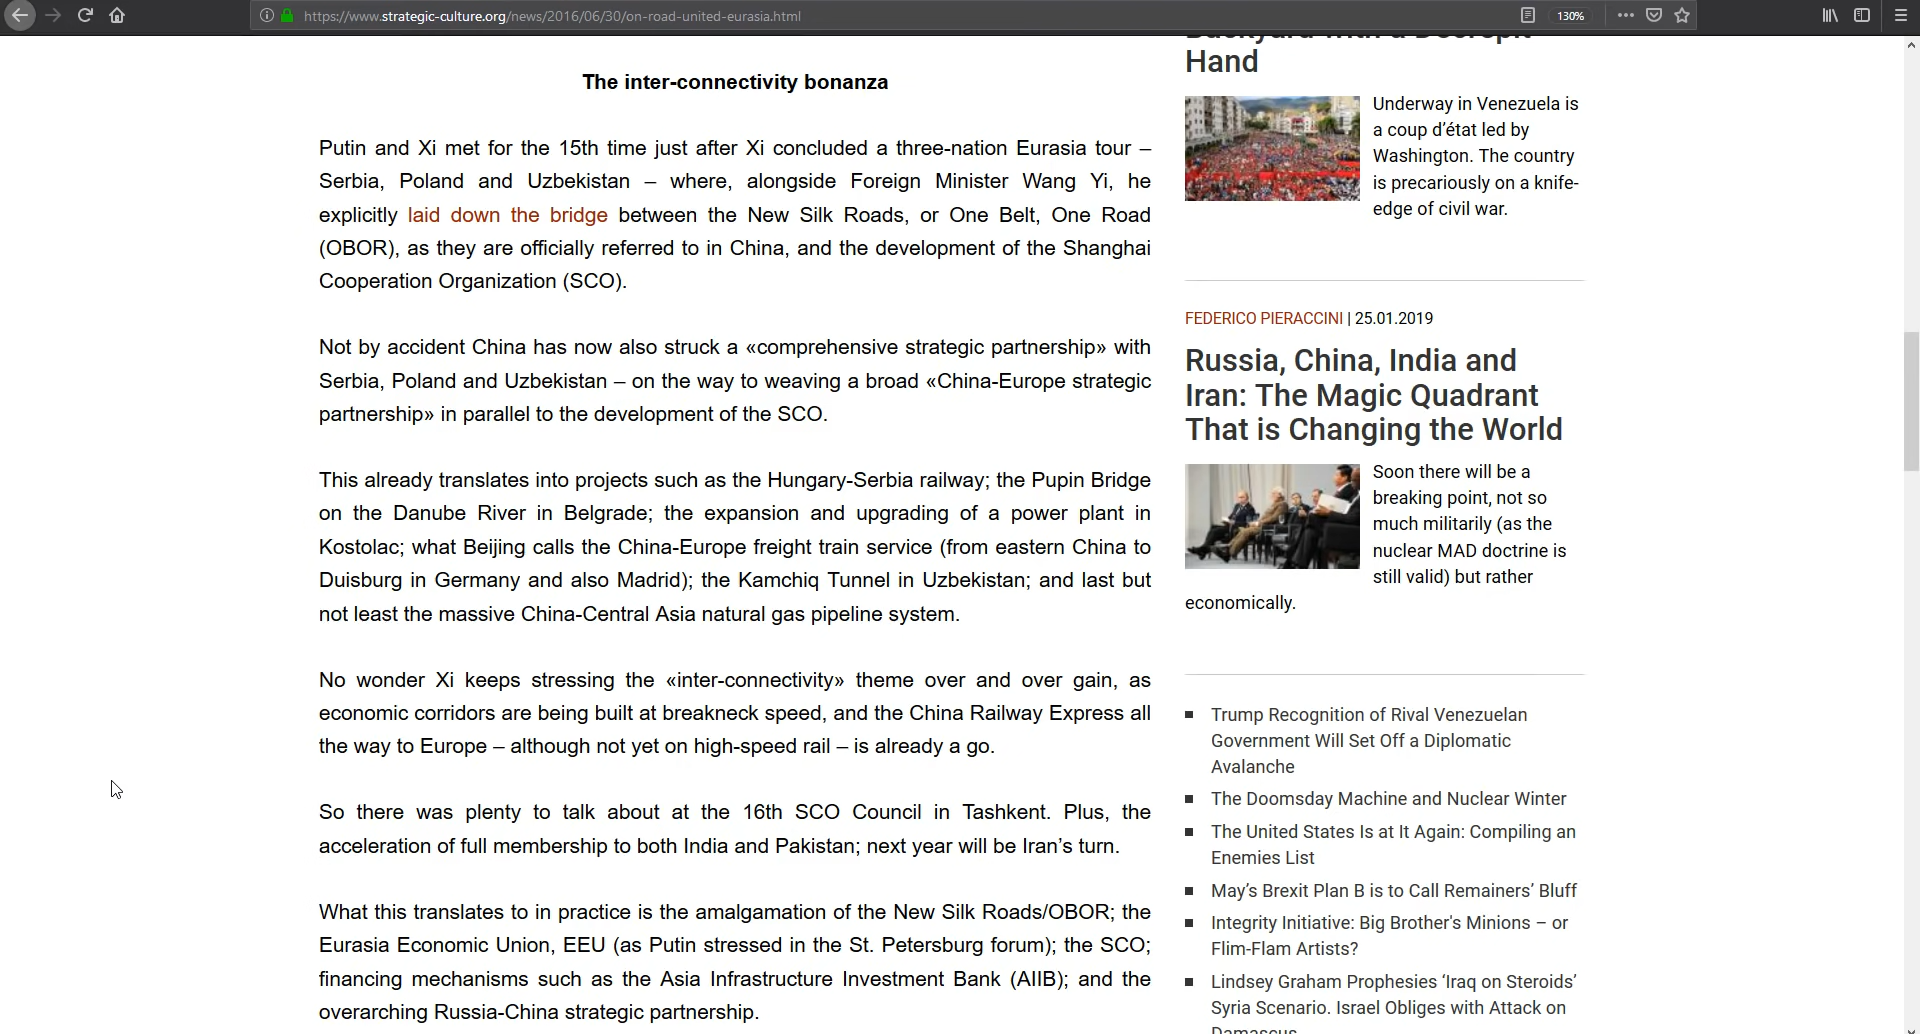 https://www.strategic-culture.org/news/2016/06/30/on-road-united-eurasia.html
130%
The inter-connectivity bonanza
Putin and Xi met for the 15th time just after Xi concluded a three-nation Eurasia tour –
Serbia, Poland and Uzbekistan – where, alongside Foreign Minister Wang Yi, he
explicitly laid down the bridge between the New Silk Roads, or One Belt, One Road
(OBOR), as they are officially referred to in China, and the development of the Shanghai
Cooperation Organization (SCO).
Not by accident China has now also struck a «comprehensive strategic partnership» with
Serbia, Poland and Uzbekistan – on the way to weaving a broad «China-Europe strategic
partnership» in parallel to the development of the SCO.
This already translates into projects such as the Hungary-Serbia railway; the Pupin Bridge
on the Danube River in Belgrade; the expansion and upgrading of a power plant in
Kostolac; what Beijing calls the China-Europe freight train service (from eastern China to
Duisburg in Germany and also Madrid); the Kamchiq Tunnel in Uzbekistan; and last but
not least the massive China-Central Asia natural gas pipeline system.
No wonder Xi keeps stressing the «inter-connectivity» theme over and over gain, as
economic corridors are being built at breakneck speed, and the China Railway Express all
the way to Europe – although not yet on high-speed rail – is already a go.
So there was plenty to talk about at the 16th SCO Council in Tashkent. Plus, the
acceleration of full membership to both India and Pakistan; next year will be Iran's turn.
What this translates to in practice is the amalgamation of the New Silk Roads/OBOR; the
Eurasia Economic Union, EEU (as Putin stressed in the St. Petersburg forum); the SCO;
financing mechanisms such as the Asia Infrastructure Investment Bank (AIIB); and the
overarching Russia-China strategic partnership.
Backyard with a Decrepit
Hand
Underway in Venezuela is
a coup d'état led by
Washington. The country
is precariously on a knife-
edge of civil war.
FEDERICO PIERACCINI | 25.01.2019
Russia, China, India and
Iran: The Magic Quadrant
That is Changing the World
Soon there will be a
breaking point, not so
much militarily (as the
nuclear MAD doctrine is
still valid) but rather
economically.
Trump Recognition of Rival Venezuelan
Government Will Set Off a Diplomatic
Avalanche
The Doomsday Machine and Nuclear Winter
The United States Is at It Again: Compiling an
Enemies List
May's Brexit Plan B is to Call Remainers' Bluff
Integrity Initiative: Big Brother's Minions – or
Flim-Flam Artists?
Lindsey Graham Prophesies 'Iraq on Steroids'
Syria Scenario. Israel Obliges with Attack on
Damascus